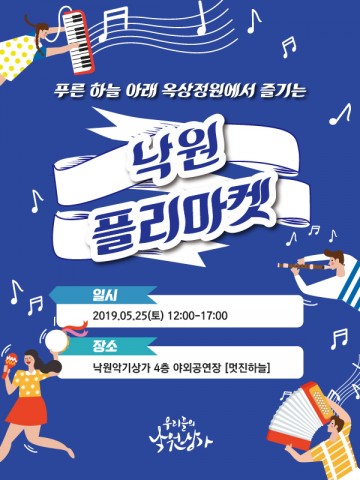 푸른 하늘 아래 옥상정원에서 즐기는
낙원
플리마켓
일시
2019.05.25(토) 12:00-17:00
장소
낙원악기상가 4층 야외공연장 [멋진하늘]
우리들의
낙원상가